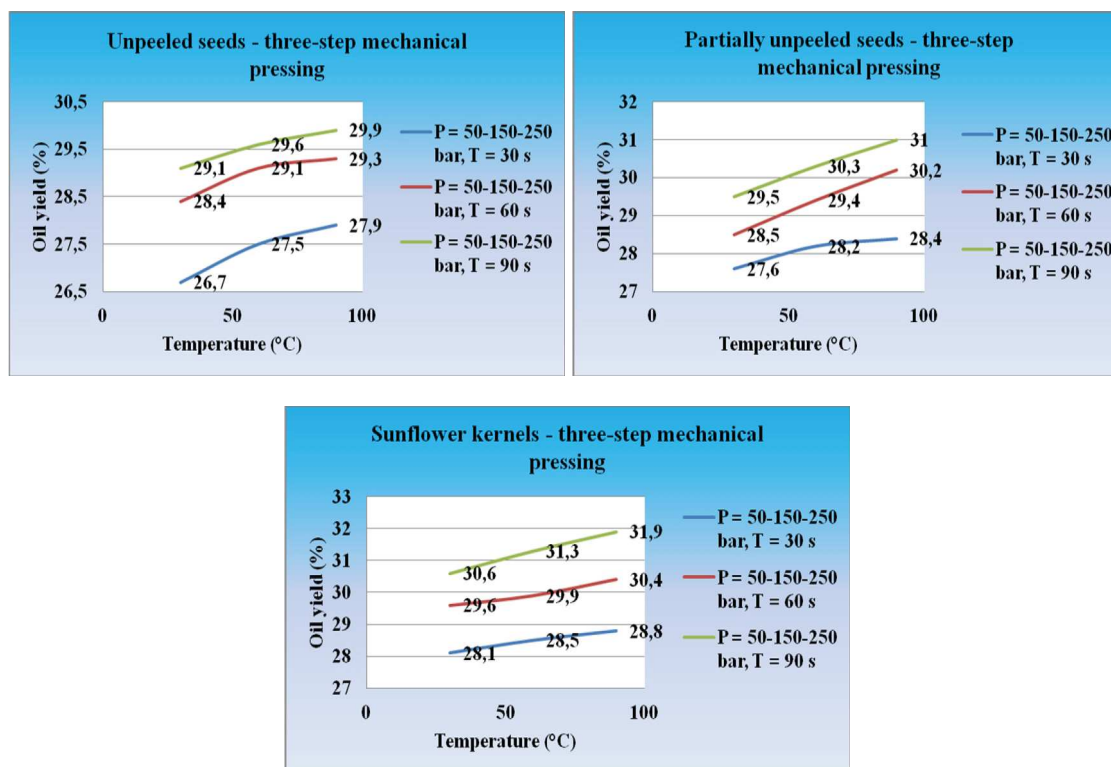 Unpeeled seeds - three-step mechanical
pressing
30,5
29,5
28,5
27,5
26,5
Oil yield (%)
29,1
29,6
29,9
28,4
29,1
29,3
26,7
27,5
27,9
0
50
100
Temperature (°C)
P = 50-150-250
bar, T = 30 s
P = 50-150-250
bar, T = 60 s
P = 50-150-250
bar, T = 90 s
Partially unpeeled seeds - three-step
mechanical pressing
32
31
30
29
28
27
Oil yield (%)
29,5
30,3
31
28,5
29,4
30,2
27,6
28,2
28,4
0
50
100
Temperature (°C)
P = 50-150-250
bar, T = 30 s
P = 50-150-250
bar, T = 60 s
P = 50-150-250
bar, T = 90 s
Sunflower kernels - three-step mechanical
pressing
33
32
31
30
29
28
27
Oil yield (%)
30,6
31,3
31,9
29,6
29,9
30,4
28,1
28,5
28,8
0
50
100
Temperature (°C)
P = 50-150-250
bar, T = 30 s
P = 50-150-250
bar, T = 60 s
P = 50-150-250
bar, T = 90 s